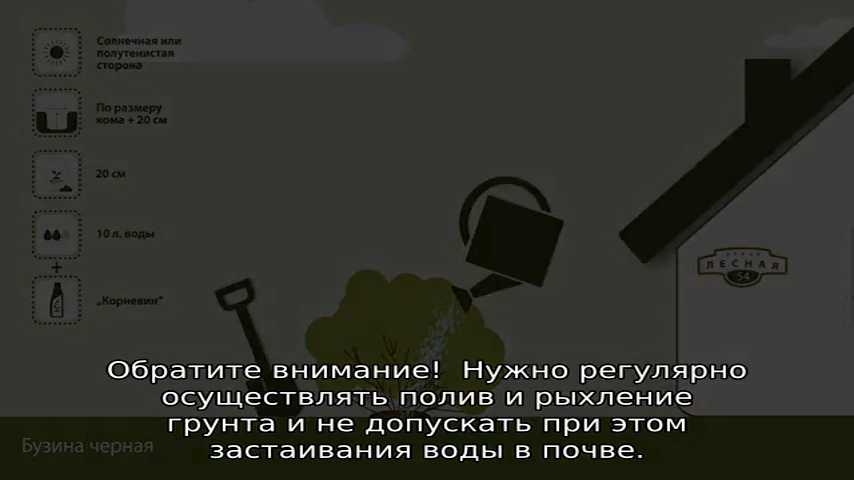 Солнечная или
полутенистая
сторона
По размеру
кома + 20 см
20 см
10 л. воды
+
„Корневин"
ЛЕСНАЯ
54
Обратите внимание! Нужно регулярно
осуществлять полив и рыхление
грунта и не допускать при этом
застаивания воды в почве.
Бузина черная